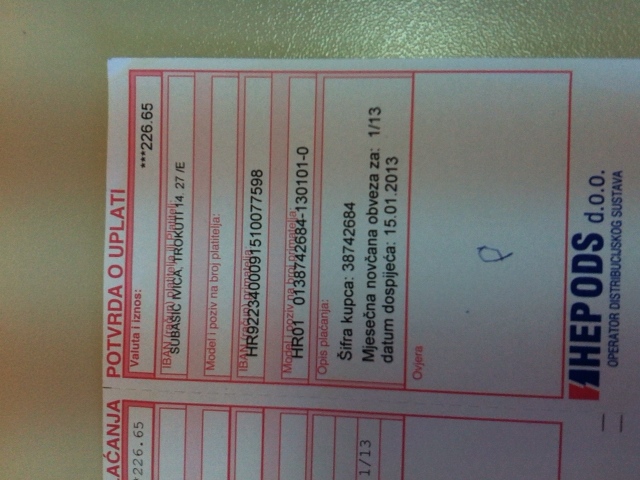 AĆANJA
*226.65
1/13
POTVRDA O UPLATI
Valuta i iznos:
***226.65
IBAN (račun) platitelja ili Platitelj:
SUBASIC IVICA, TROKUTI 14. 27 /E
Model i poziv na broj platitelja:
IBAN (račun) primatelja
HR9223400091510077598
Model i poziv na broj primatelja:
HR01 0138742684-130101-0
Opis plaćanja:
Šifra kupca: 38742684
Mjesečna novčana obveza za: 1/13
datum dospijeća: 15.01.2013
Ovjera
P
HEP ODS d.o.o.
OPERATOR DISTRIBUCIJSKOG SUSTAVA